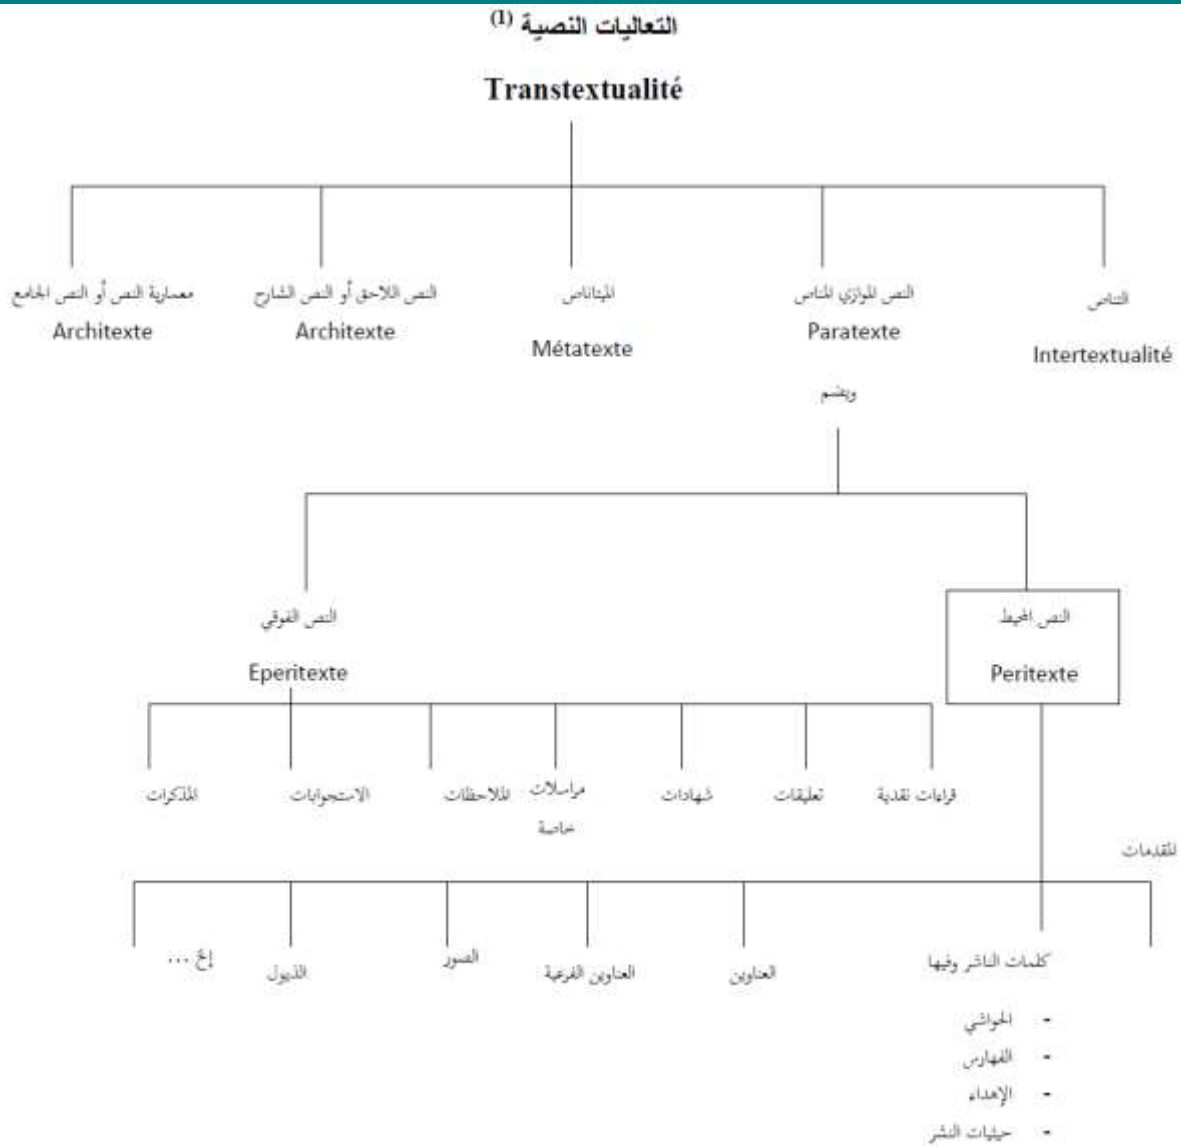 التعاليات النصية (1)
Transtextualité
التناص
Intertextualité
النص الموازي المناص
Paratexte
الميتاناص
Métatexte
النص اللاحق أو النص الشارح
Architexte
معمارية النص أو النص الجامع
Architexte
وينقسم
النص المحيط
Peritexte
النص الفوقي
Eperitexte
قراءات نقدية
تعليقات
شهادات
مراسلات
خاصة
الملاحظات
الاستجوابات
المذكرات
المقدمات
كلمات الناشر وفيها
- الحواشي
- الفهارس
- الإهداء
- حيثيات النشر
العناوين
العناوين الفرعية
الصور
الذيول
إلخ ...